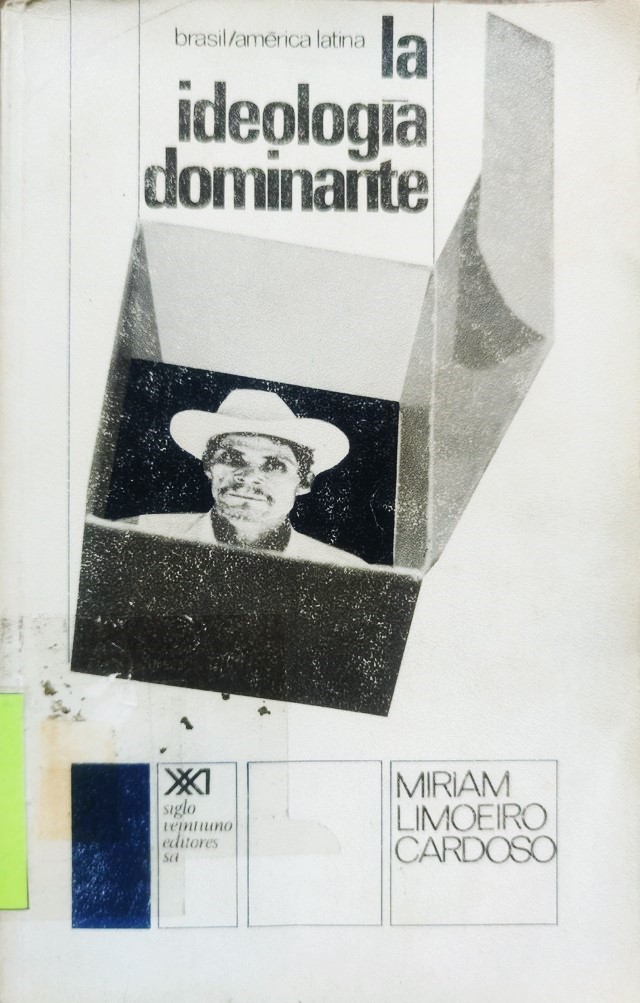 brasil/américa latina
la
ideología
dominante
XXI
siglo
veintiuno
editores
sa
MIRIAM
LIMOEIRO
CARDOSO